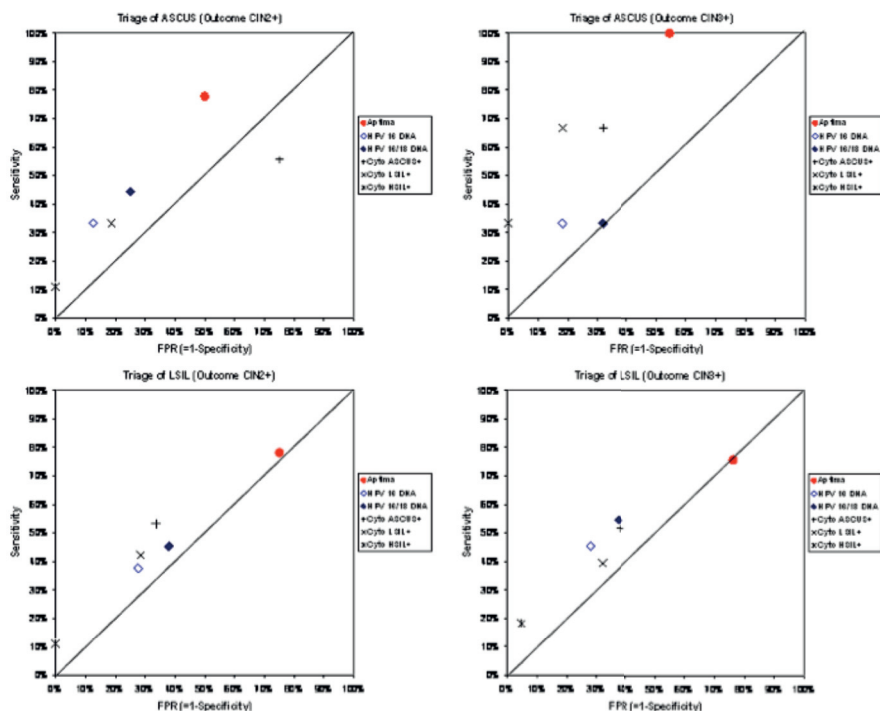 Triage of ASCUS (Outcome CIN2+)
100%
90%
80%
70%
60%
50%
40%
30%
20%
10%
0%
Sensitivity
0% 10% 20% 30% 40% 50% 60% 70% 80% 90% 100%
FPR (=1-Specificity)
Aptima
HPV 16 DNA
HPV 16/18 DNA
Cyto ASCUS+
Cyto LSIL+
Cyto HSIL+
Triage of ASCUS (Outcome CIN3+)
100%
90%
80%
70%
60%
50%
40%
30%
20%
10%
0%
Sensitivity
0% 10% 20% 30% 40% 50% 60% 70% 80% 90% 100%
FPR (=1-Specificity)
Aptima
HPV 16 DNA
HPV 16/18 DNA
Cyto ASCUS+
Cyto LSIL+
Cyto HSIL+
Triage of LSIL (Outcome CIN2+)
100%
90%
80%
70%
60%
50%
40%
30%
20%
10%
0%
Sensitivity
0% 10% 20% 30% 40% 50% 60% 70% 80% 90% 100%
FPR (=1-Specificity)
Aptima
HPV 16 DNA
HPV 16/18 DNA
Cyto ASCUS+
Cyto LSIL+
Cyto HSIL+
Triage of LSIL (Outcome CIN3+)
100%
90%
80%
70%
60%
50%
40%
30%
20%
10%
0%
Sensitivity
0% 10% 20% 30% 40% 50% 60% 70% 80% 90% 100%
FPR (=1-Specificity)
Aptima
HPV 16 DNA
HPV 16/18 DNA
Cyto ASCUS+
Cyto LSIL+
Cyto HSIL+